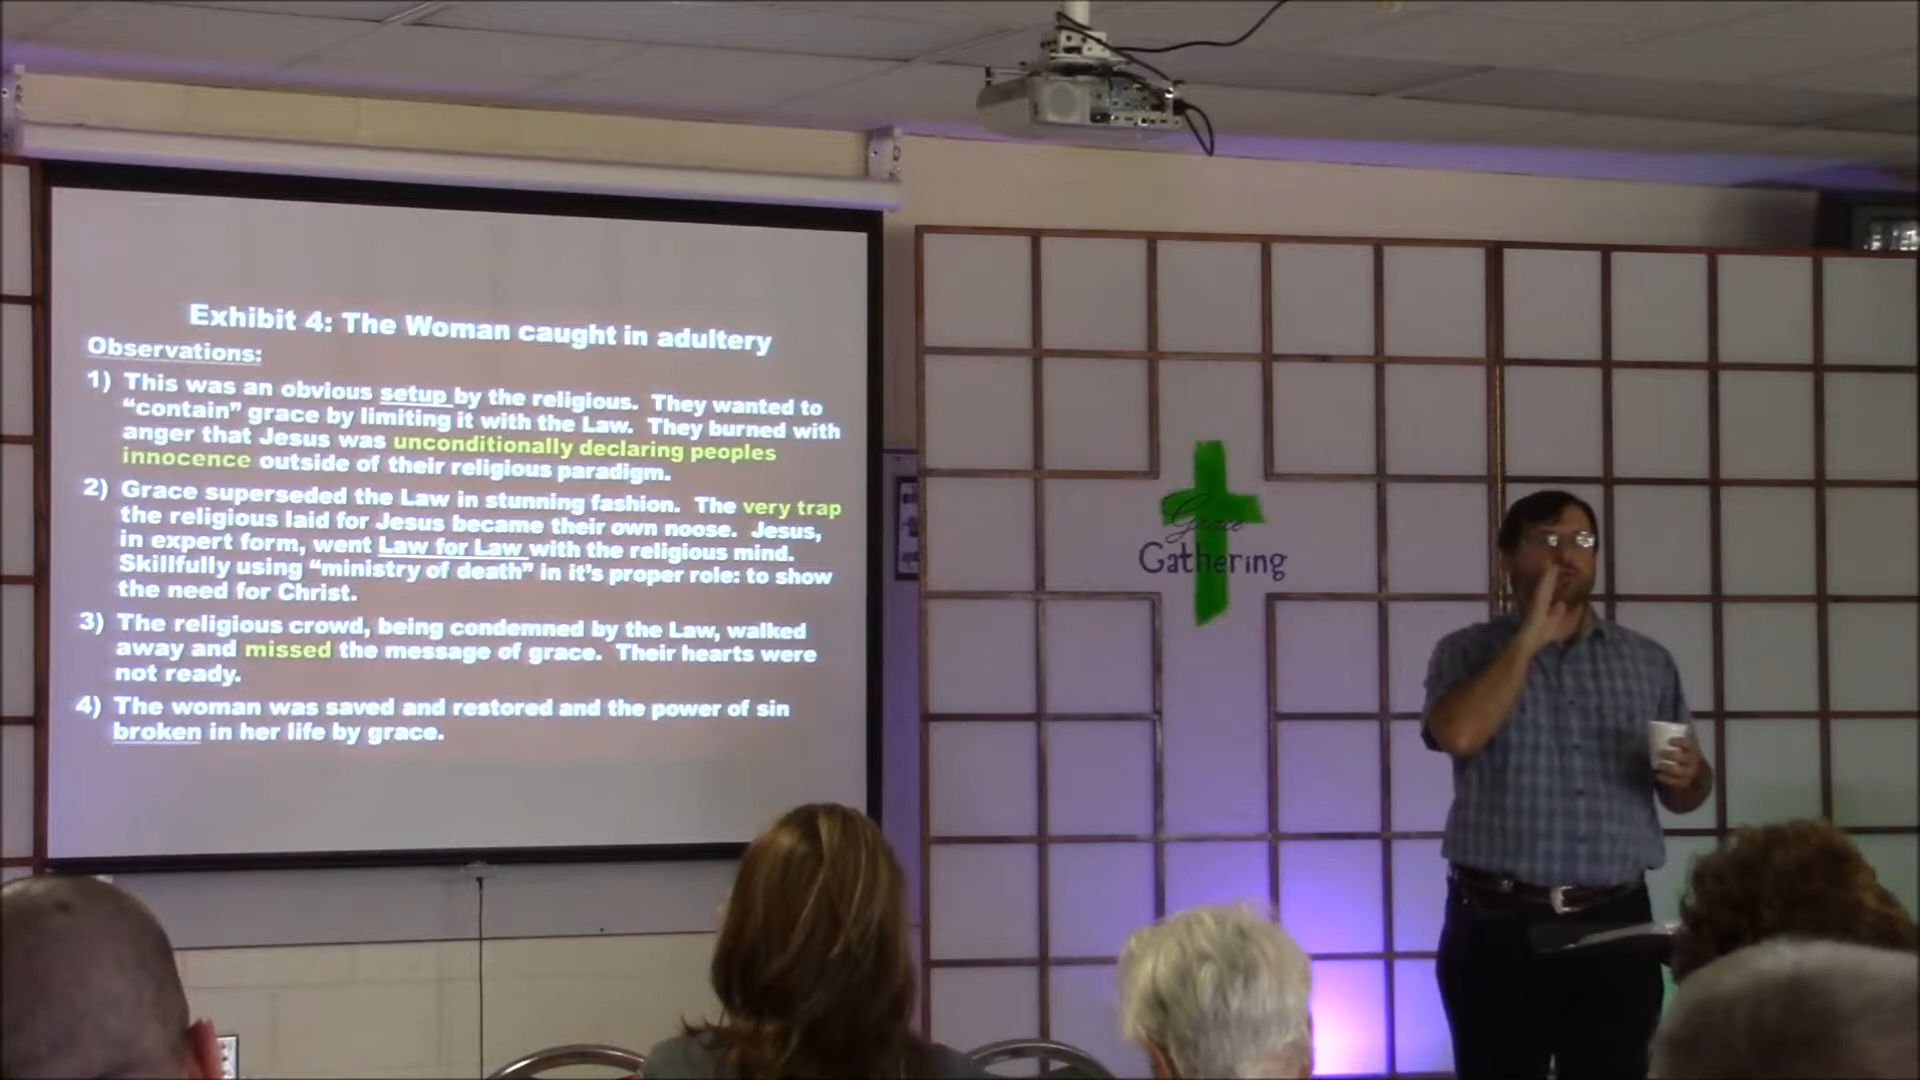 Exhibit 4: The Woman caught in adultery
Observations:
1) This was an obvious setup by the religious. They wanted to
"contain" grace by limiting it with the Law. They burned with
anger that Jesus was unconditionally declaring peoples
innocence outside of their religious paradigm.
2) Grace superseded the Law in stunning fashion. The very trap
the religious laid for Jesus became their own noose. Jesus,
in expert form, went Law for Law with the religious mind.
Skillfully using "ministry of death" in it's proper role: to show
the need for Christ.
3) The religious crowd, being condemned by the Law, walked
away and missed the message of grace. Their hearts were
not ready.
4) The woman was saved and restored and the power of sin
broken in her life by grace.
Grace
Gathering